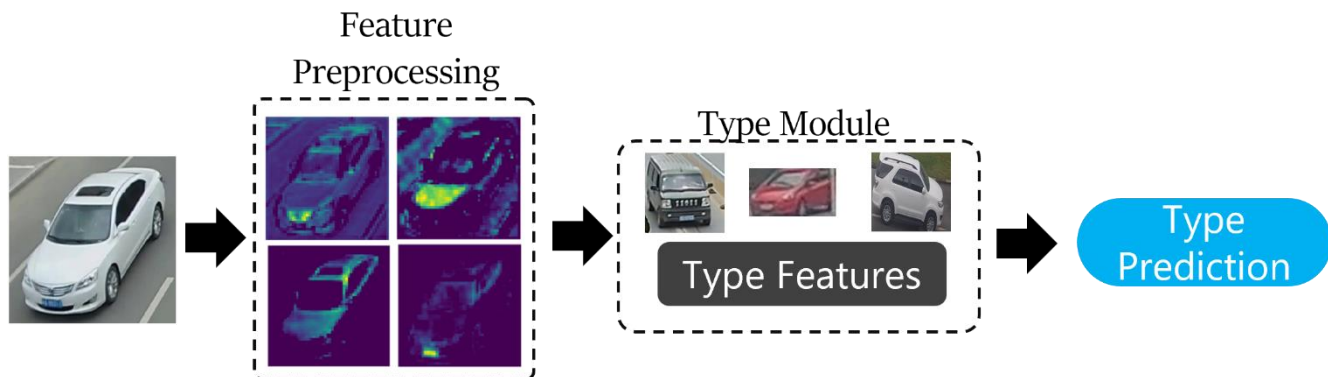 Feature
Preprocessing
Type Module
Type Features
Type
Prediction